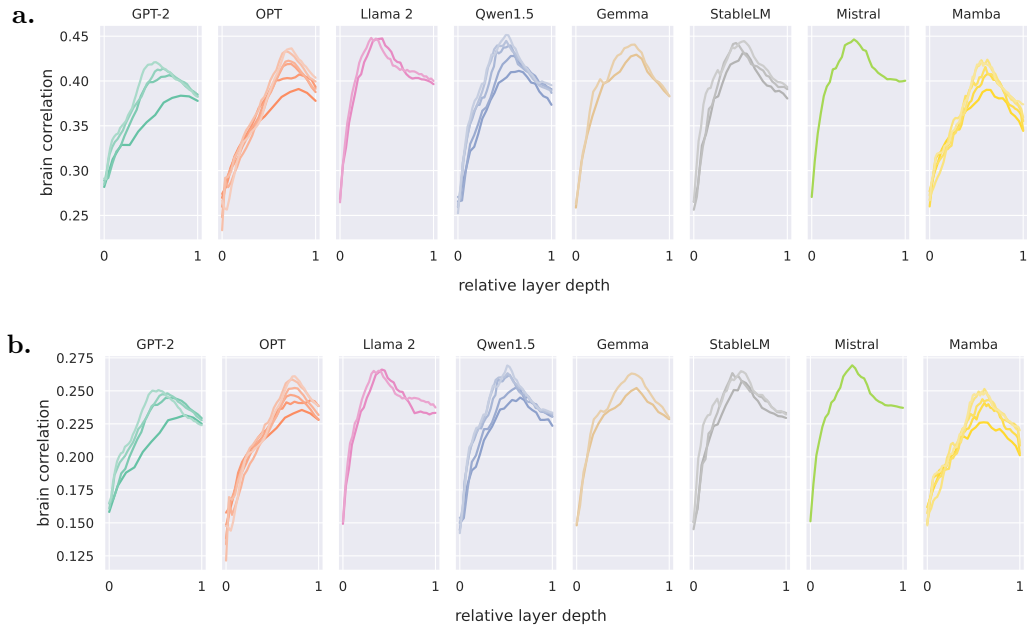 a.
GPT-2 OPT Llama 2 Qwen1.5 Gemma StableLM Mistral Mamba
0.45
0.40
0.35
0.30
0.25
brain correlation
0 1 0 1 0 1 0 1 0 1 0 1 0 1 0 1
relative layer depth
b.
GPT-2 OPT Llama 2 Qwen1.5 Gemma StableLM Mistral Mamba
0.275
0.250
0.225
0.200
0.175
0.150
0.125
brain correlation
0 1 0 1 0 1 0 1 0 1 0 1 0 1 0 1
relative layer depth